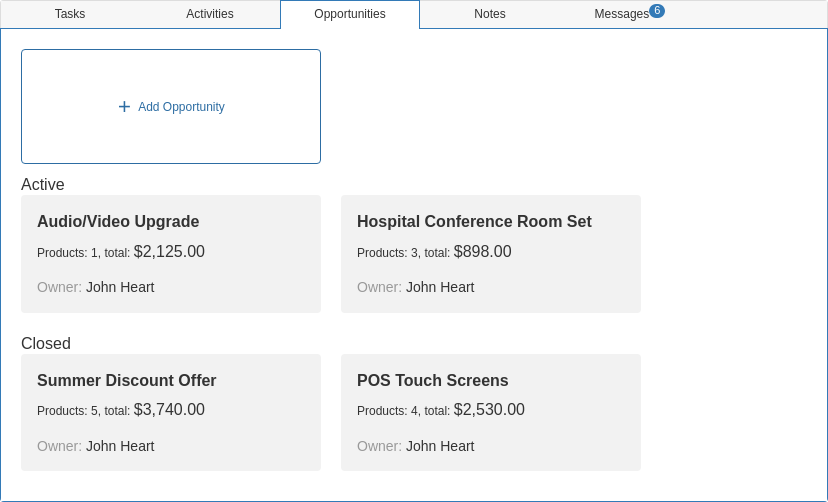 Tasks Activities Opportunities Notes Messages 6
+ Add Opportunity
Active
Audio/Video Upgrade
Products: 1, total: $2,125.00
Owner: John Heart
Hospital Conference Room Set
Products: 3, total: $898.00
Owner: John Heart
Closed
Summer Discount Offer
Products: 5, total: $3,740.00
Owner: John Heart
POS Touch Screens
Products: 4, total: $2,530.00
Owner: John Heart